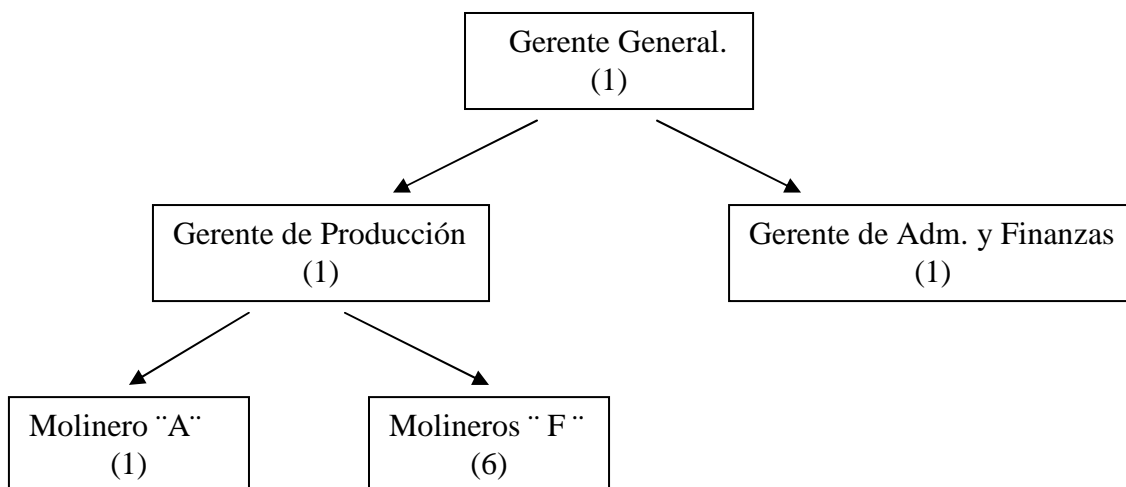 Gerente General.
(1)
Gerente de Producción
(1)
Gerente de Adm. y Finanzas
(1)
Molinero ¨A¨
(1)
Molineros ¨ F ¨
(6)